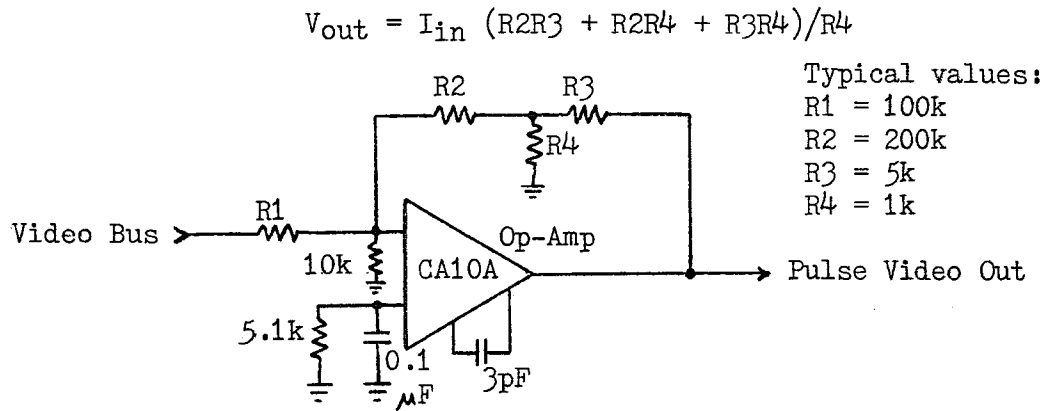 Vout = Iin (R2R3 + R2R4 + R3R4)/R4
Typical values:
R1 = 100k
R2 = 200k
R3 = 5k
R4 = 1k
R2
R3
R4
R1
Video Bus
Op-Amp
10k
CA10A
Pulse Video Out
5.1k
0.1
μF
3pF